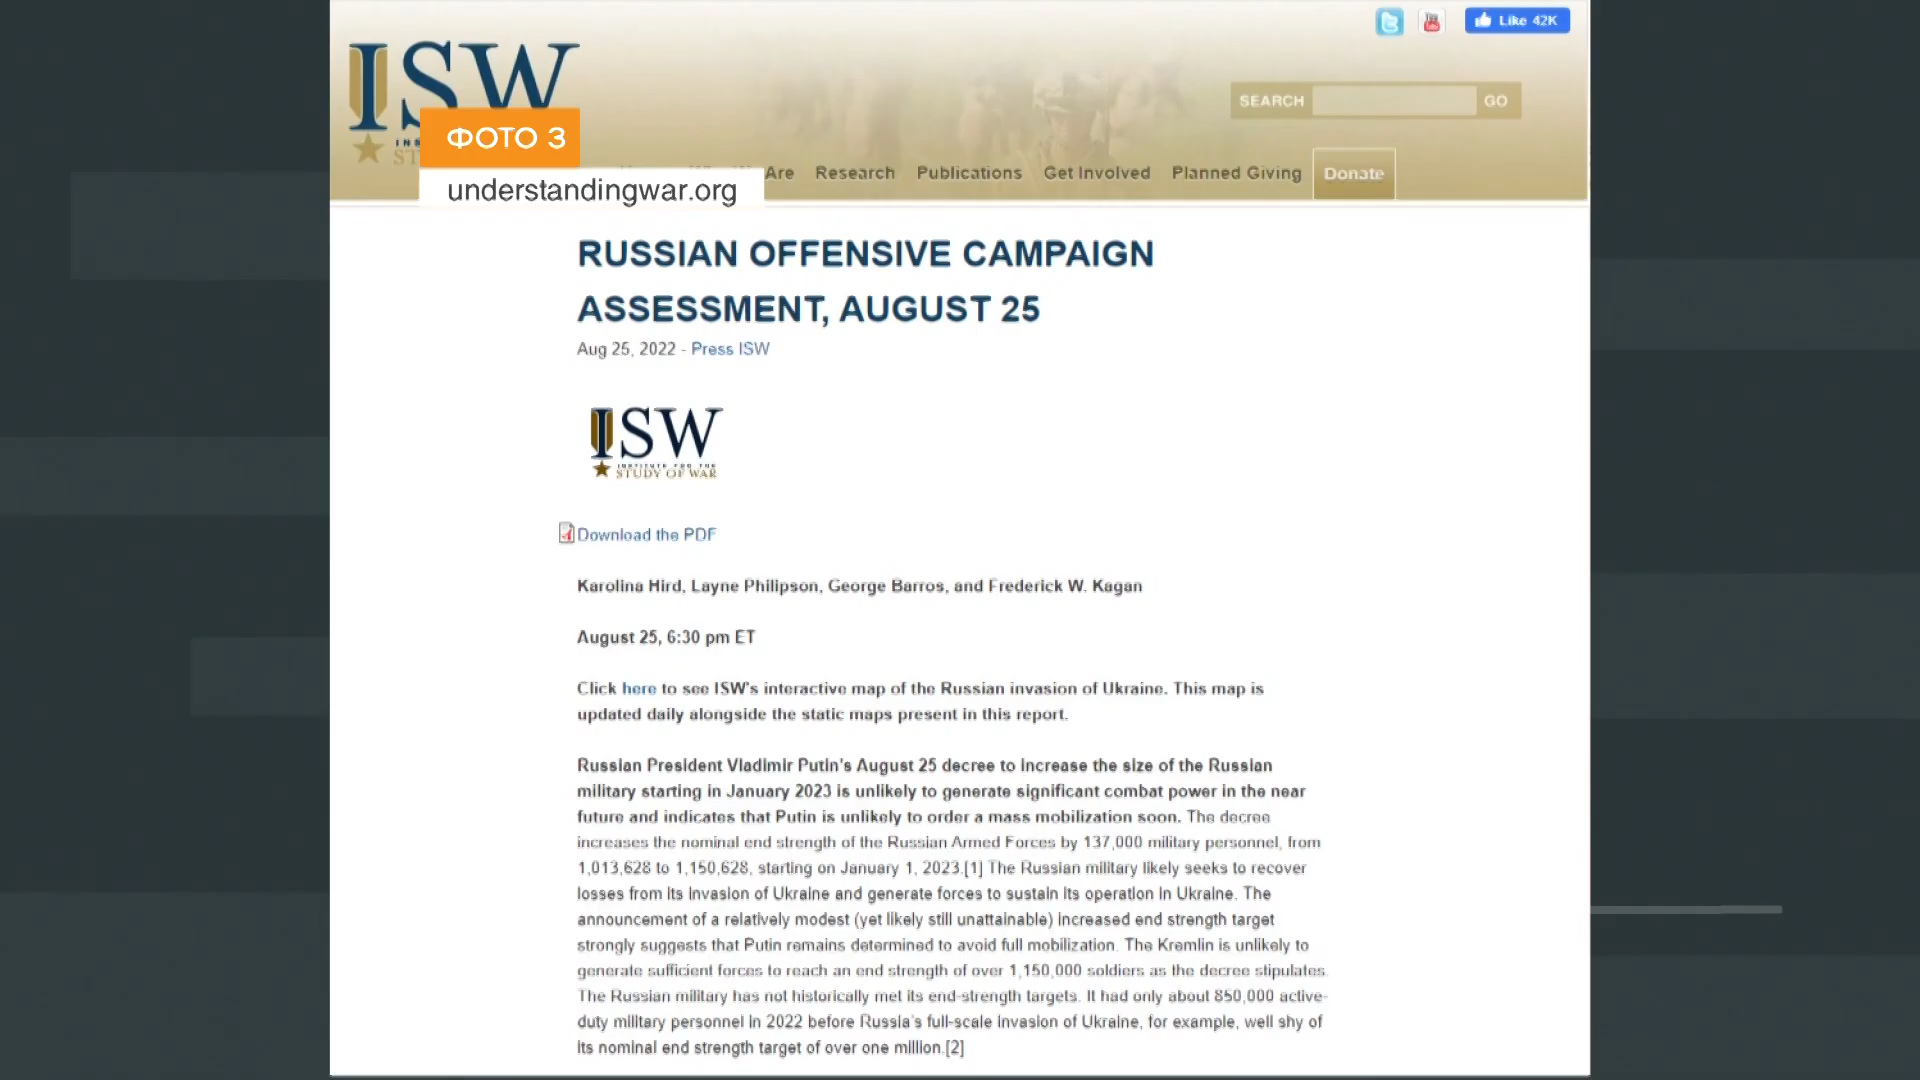 Like 42K
ISW
SEARCH
GO
ФОТО 3
understandingwar.org
Are Research Publications Get Involved Planned Giving Donate
RUSSIAN OFFENSIVE CAMPAIGN
ASSESSMENT, AUGUST 25
Aug 25, 2022 - Press ISW
ISW
INSTITUTE FOR THE
STUDY OF WAR
Download the PDF
Karolina Hird, Layne Philipson, George Barros, and Frederick W. Kagan
August 25, 6:30 pm ET
Click here to see ISW's interactive map of the Russian invasion of Ukraine. This map is
updated daily alongside the static maps present in this report.
Russian President Vladimir Putin's August 25 decree to increase the size of the Russian
military starting in January 2023 is unlikely to generate significant combat power in the near
future and indicates that Putin is unlikely to order a mass mobilization soon. The decree
increases the nominal end strength of the Russian Armed Forces by 137,000 military personnel, from
1,013,628 to 1,150,628, starting on January 1, 2023.[1] The Russian military likely seeks to recover
losses from its invasion of Ukraine and generate forces to sustain its operation in Ukraine. The
announcement of a relatively modest (yet likely still unattainable) increased end strength target
strongly suggests that Putin remains determined to avoid full mobilization. The Kremlin is unlikely to
generate sufficient forces to reach an end strength of over 1,150,000 soldiers as the decree stipulates.
The Russian military has not historically met its end-strength targets. It had only about 850,000 active-
duty military personnel in 2022 before Russia's full-scale invasion of Ukraine, for example, well shy of
its nominal end strength target of over one million.[2]